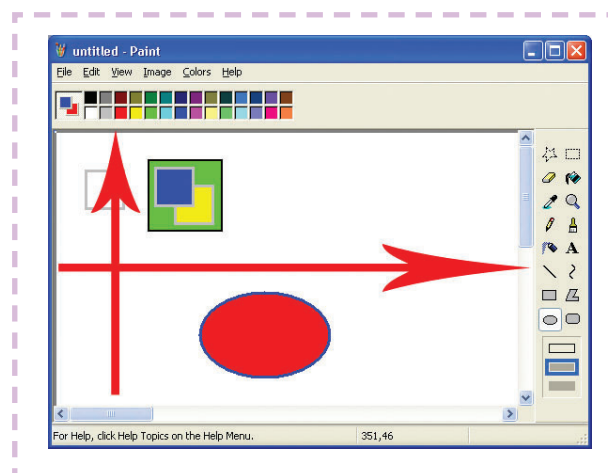 untitled - Paint
File Edit View Image Colors Help
A
For Help, click Help Topics on the Help Menu. 351,46